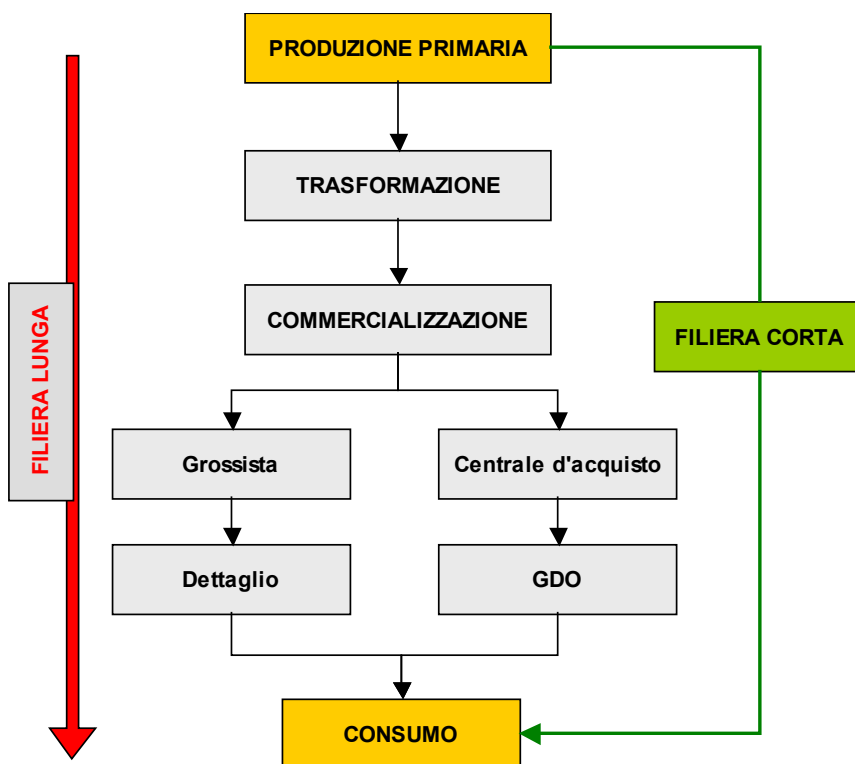 PRODUZIONE PRIMARIA
TRASFORMAZIONE
COMMERCIALIZZAZIONE
FILIERA LUNGA
FILIERA CORTA
Grossista
Centrale d'acquisto
Dettaglio
GDO
CONSUMO